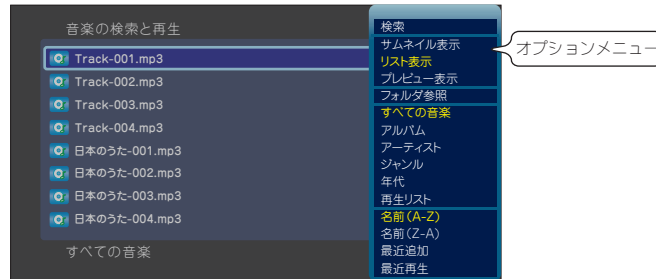 音楽の検索と再生
Track-001.mp3
Track-002.mp3
Track-003.mp3
Track-004.mp3
日本のうた-001.mp3
日本のうた-002.mp3
日本のうた-003.mp3
日本のうた-004.mp3
すべての音楽
検索
サムネイル表示
リスト表示
プレビュー表示
フォルダ参照
すべての音楽
アルバム
アーティスト
ジャンル
年代
再生リスト
名前(A-Z)
名前(Z-A)
最近追加
最近再生
オプションメニュー